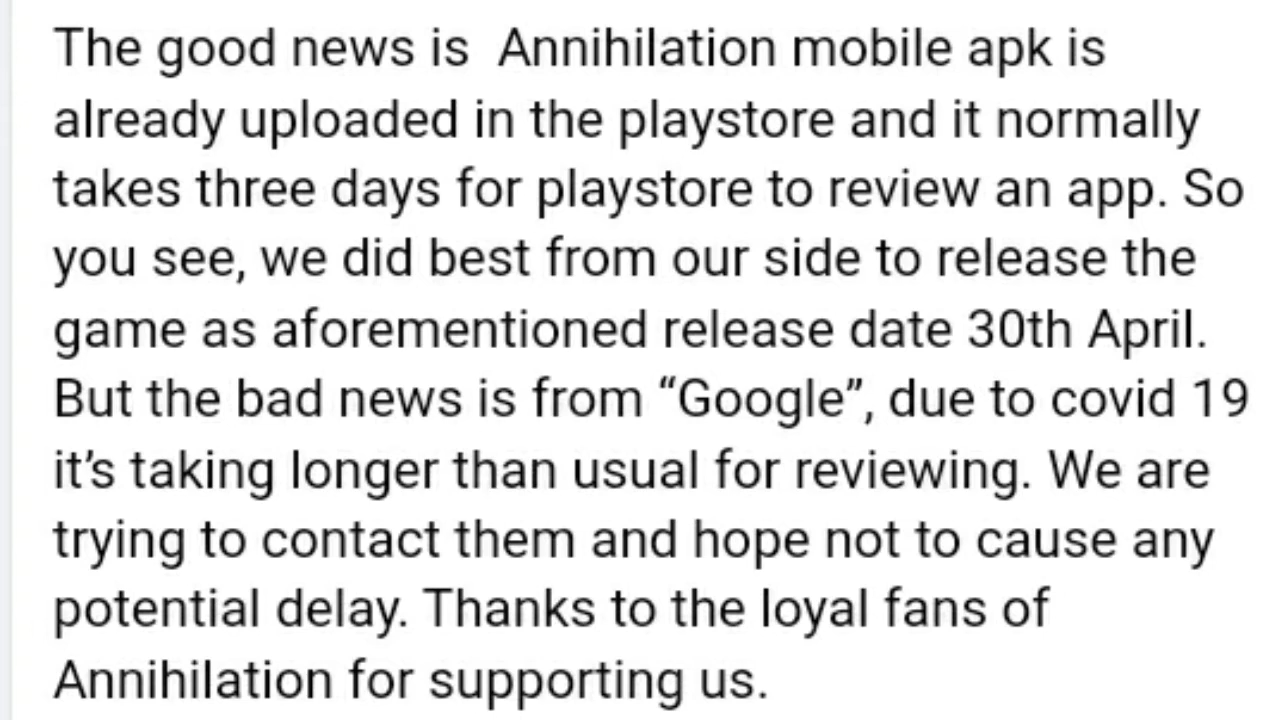 The good news is  Annihilation mobile apk is
already uploaded in the playstore and it normally
takes three days for playstore to review an app. So
you see, we did best from our side to release the
game as aforementioned release date 30th April.
But the bad news is from “Google”, due to covid 19
it’s taking longer than usual for reviewing. We are
trying to contact them and hope not to cause any
potential delay. Thanks to the loyal fans of
Annihilation for supporting us.